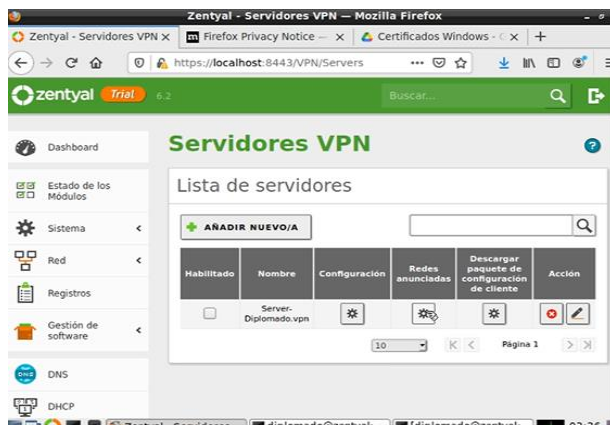 Zentyal - Servidores VPN — Mozilla Firefox
Zentyal - Servidores VPN ×
m Firefox Privacy Notice — ×
Certificados Windows - ×
+
https://localhost:8443/VPN/Servers
zentyal Trial 6.2
Buscar...
Dashboard
Estado de los
Módulos
Sistema
Red
Registros
Gestión de
software
DNS
DHCP
Servidores VPN
?
Lista de servidores
+ AÑADIR NUEVO/A
Habilitado
Nombre
Configuración
Redes
anunciadas
Descargar
paquete de
configuración
de cliente
Acción
Server-
Diplomado.vpn
10
Página 1